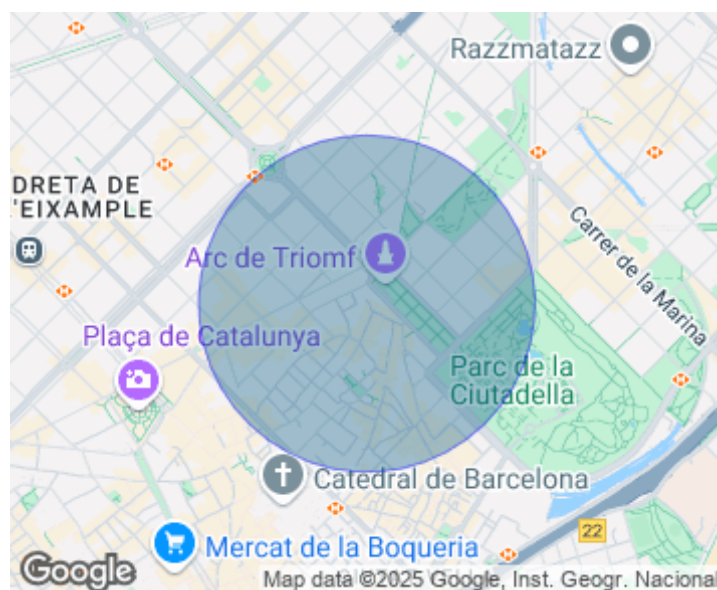 Razzmatazz
DRETA DE
L'EIXAMPLE
Arc de Triomf
Carrer de la Marina
Plaça de Catalunya
Parc de la
Ciutadella
Catedral de Barcelona
22
Mercat de la Boqueria
Google
Map data ©2025 Google, Inst. Geogr. Nacional